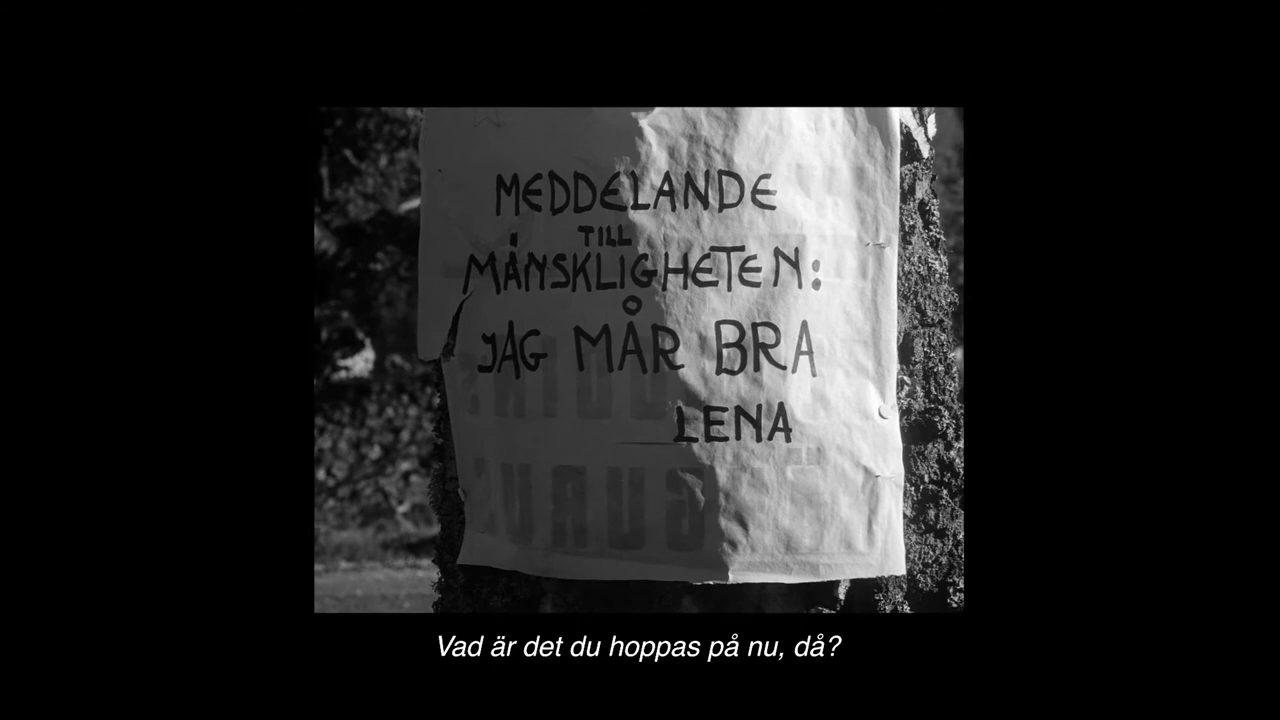 MEDDELANDE
TILL
MÄNSKLIGHETEN:
JAG MÅR BRA
LENA
Vad är det du hoppas på nu, då?